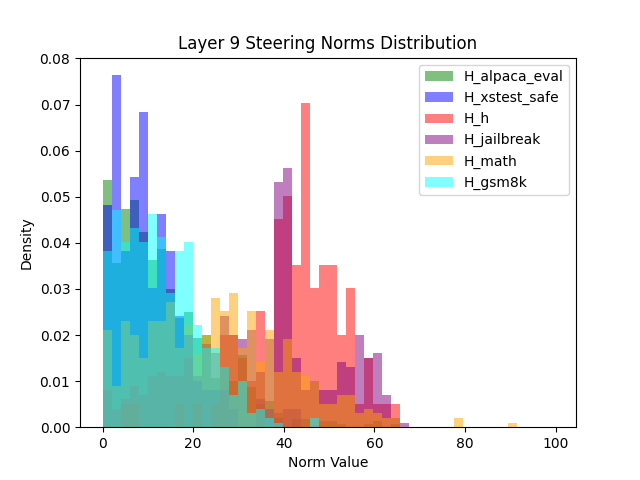 Layer 9 Steering Norms Distribution
H_alpaca_eval
H_xstest_safe
H_h
H_jailbreak
H_math
H_gsm8k
Density
0.08
0.07
0.06
0.05
0.04
0.03
0.02
0.01
0.00
0 20 40 60 80 100
Norm Value